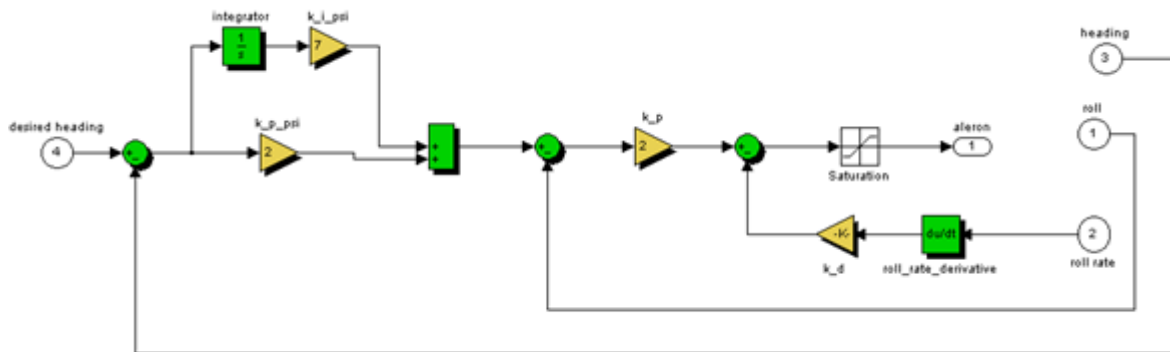 integrator
k_i_psi
1
s
7
heading
3
desired heading
4
+
-
k_p_psi
2
+
+
+
-
k_p
2
+
-
Saturation
aleron
1
roll
1
-K-
k_d
du/dt
roll_rate_derivative
2
roll rate